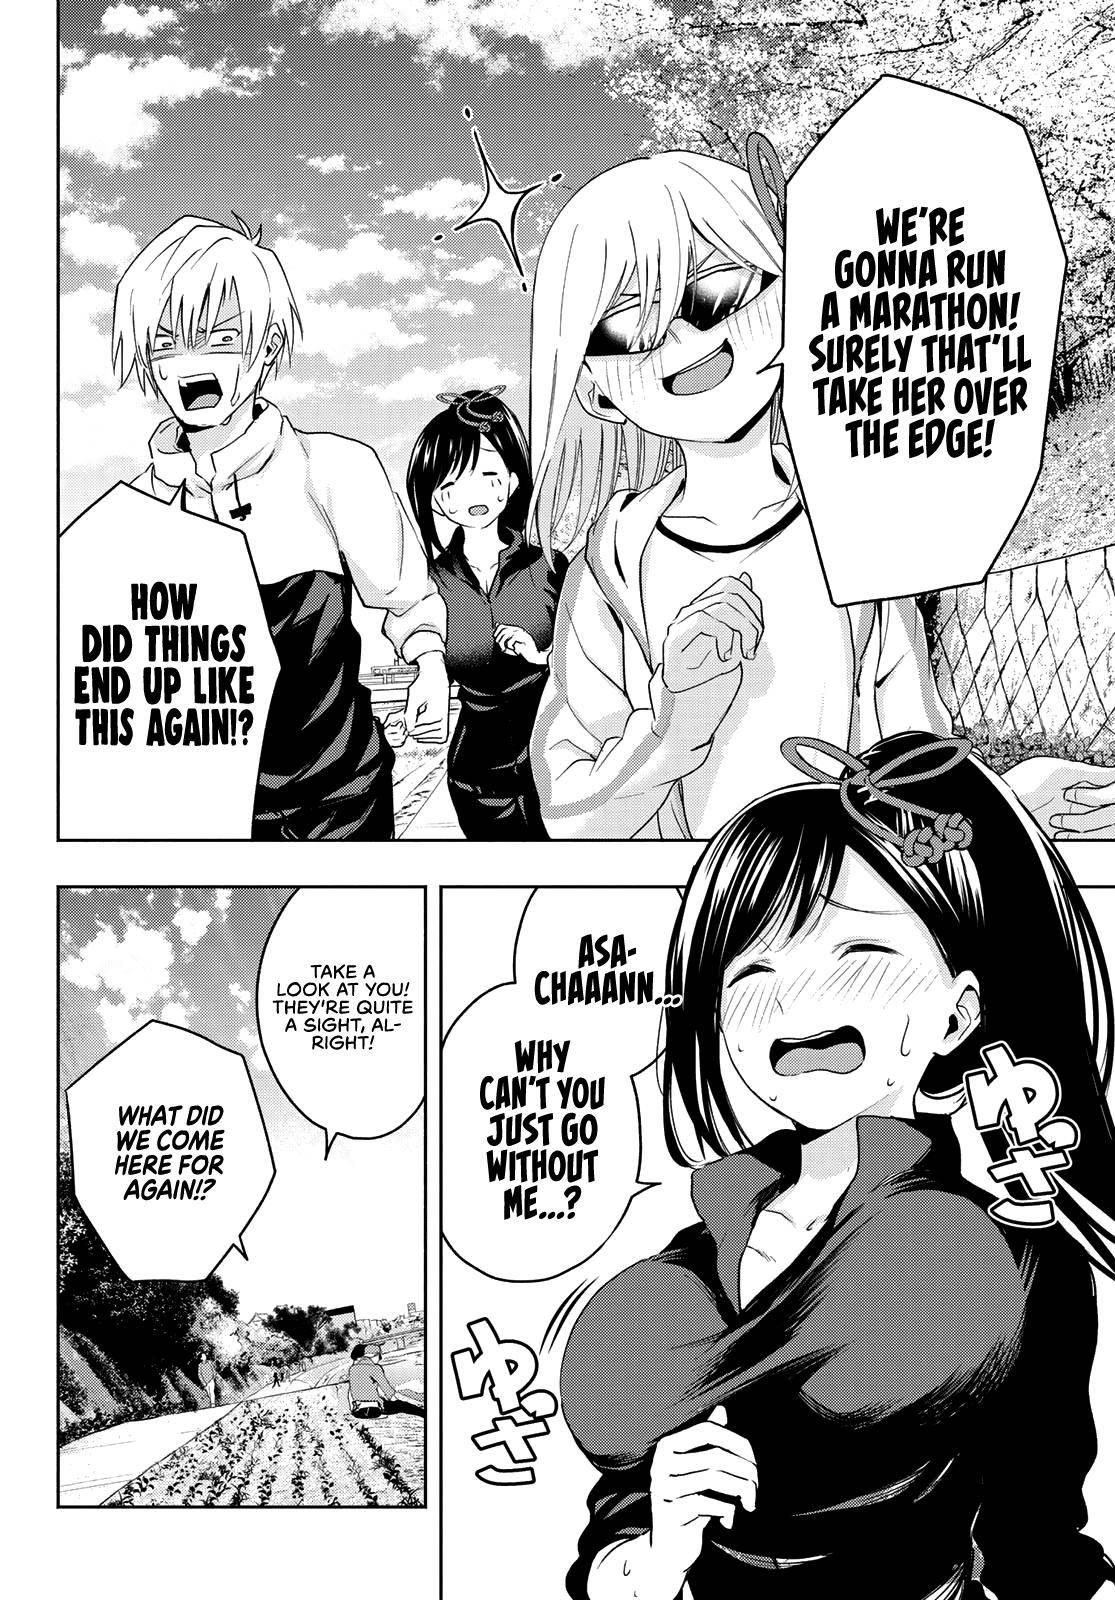 WE'RE
GONNA RUN
A MARATHON!
SURELY THAT'LL
TAKE HER OVER
THE EDGE!
HOW
DID THINGS
END UP LIKE
THIS AGAIN!?
ASA-
CHAAANN...
WHY
CAN'T YOU
JUST GO
WITHOUT
ME...?
ゆさっ
ゆさっ
TAKE A
LOOK AT YOU!
THEY'RE QUITE
A SIGHT, AL-
RIGHT!
WHAT DID
WE COME
HERE FOR
AGAIN!?